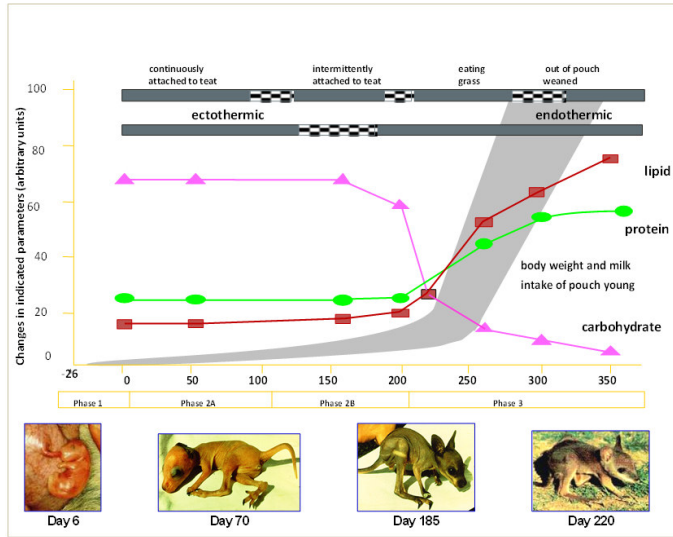 continuously
attached to teat
intermittently
attached to teat
eating
grass
out of pouch
weaned
ectothermic
endothermic
Changes in indicated parameters (arbitrary units)
100
80
60
40
20
0
lipid
protein
body weight and milk
intake of pouch young
carbohydrate
-26
0
50
100
150
200
250
300
350
Phase 1
Phase 2A
Phase 2B
Phase 3
Day 6
Day 70
Day 185
Day 220